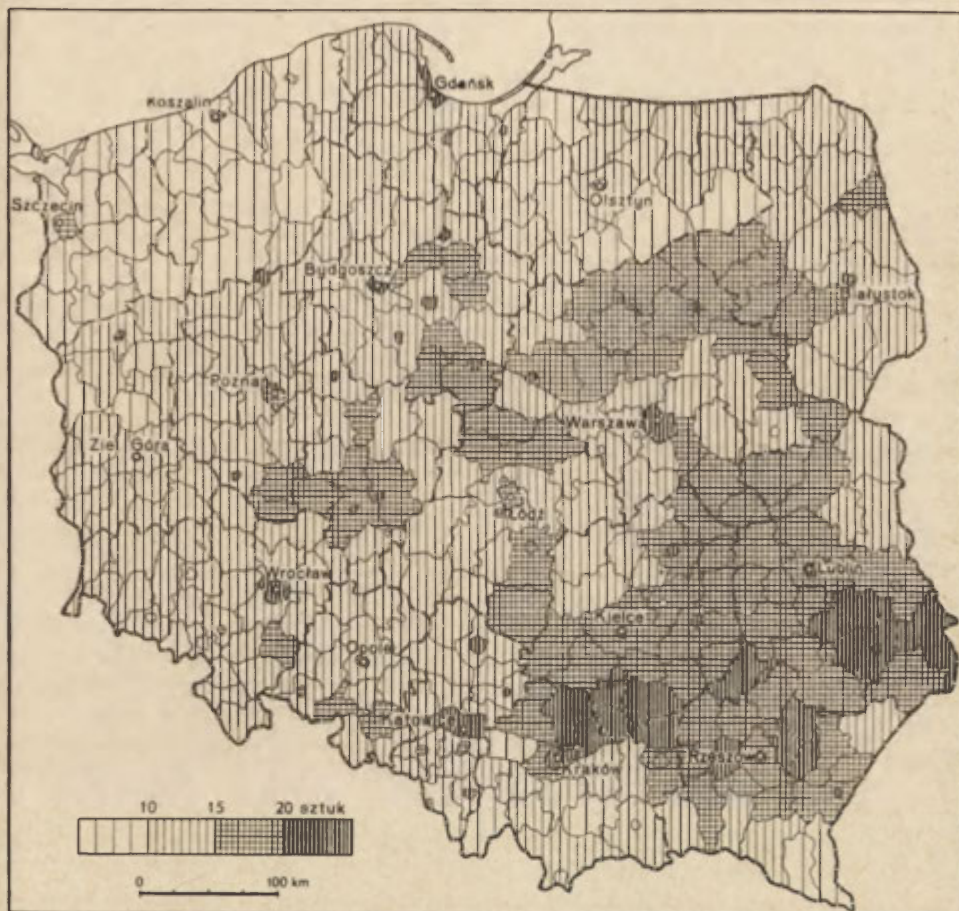 Gdańsk
Koszalin
Olsztyn
Szczecin
Bydgoszcz
Białystok
Poznań
Warszawa
Ziel Góra
Łódź
Wrocław
Lublin
Kielce
Opole
Katowice
Rzeszów
Kraków
10 15 20 sztuk
0 100 km